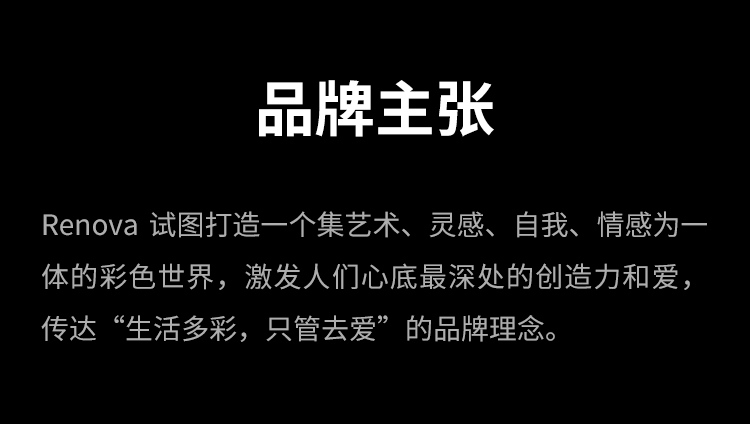 品牌主张
Renova 试图打造一个集艺术、灵感、自我、情感为一
体的彩色世界，激发人们心底最深处的创造力和爱，
传达“生活多彩，只管去爱”的品牌理念。